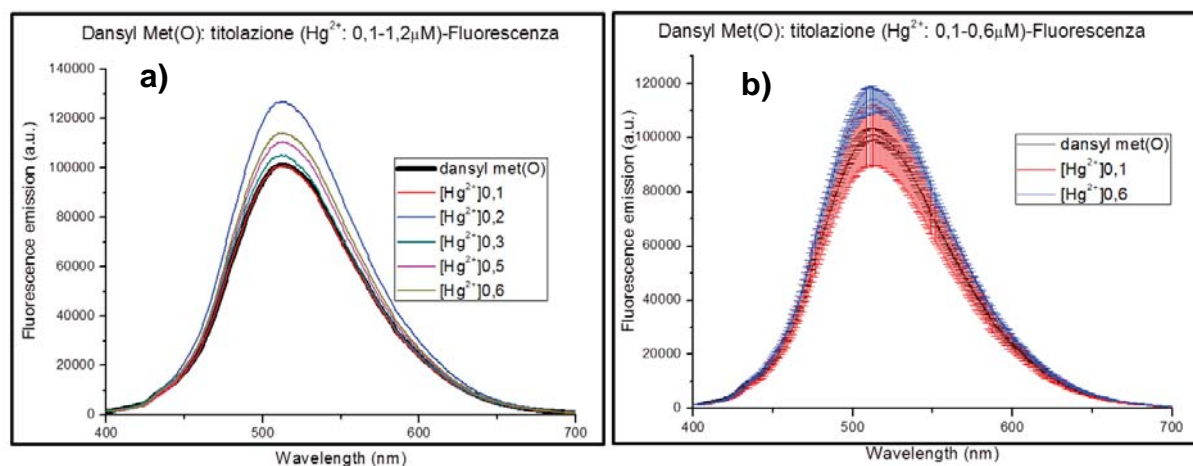 Dansyl Met(O): titolazione (Hg²⁺: 0,1-1,2μM)-Fluorescenza
a)
140000
120000
100000
80000
60000
40000
20000
0
Fluorescence emission (a.u.)
dansyl met(O)
[Hg²⁺]0,1
[Hg²⁺]0,2
[Hg²⁺]0,3
[Hg²⁺]0,5
[Hg²⁺]0,6
400 500 600 700
Wavelength (nm)
Dansyl Met(O): titolazione (Hg²⁺: 0,1-0,6μM)-Fluorescenza
b)
120000
100000
80000
60000
40000
20000
0
Fluorescence emission (a.u.)
dansyl met(O)
[Hg²⁺]0,1
[Hg²⁺]0,6
400 500 600 700
Wavelength (nm)